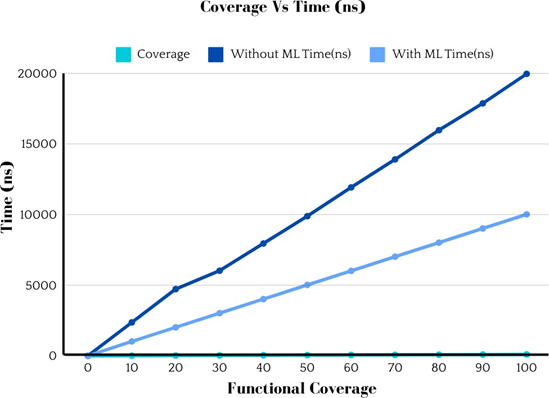 Coverage Vs Time (ns)
Coverage Without ML Time(ns) With ML Time(ns)
20000
15000
10000
5000
0
Time (ns)
0 10 20 30 40 50 60 70 80 90 100
Functional Coverage